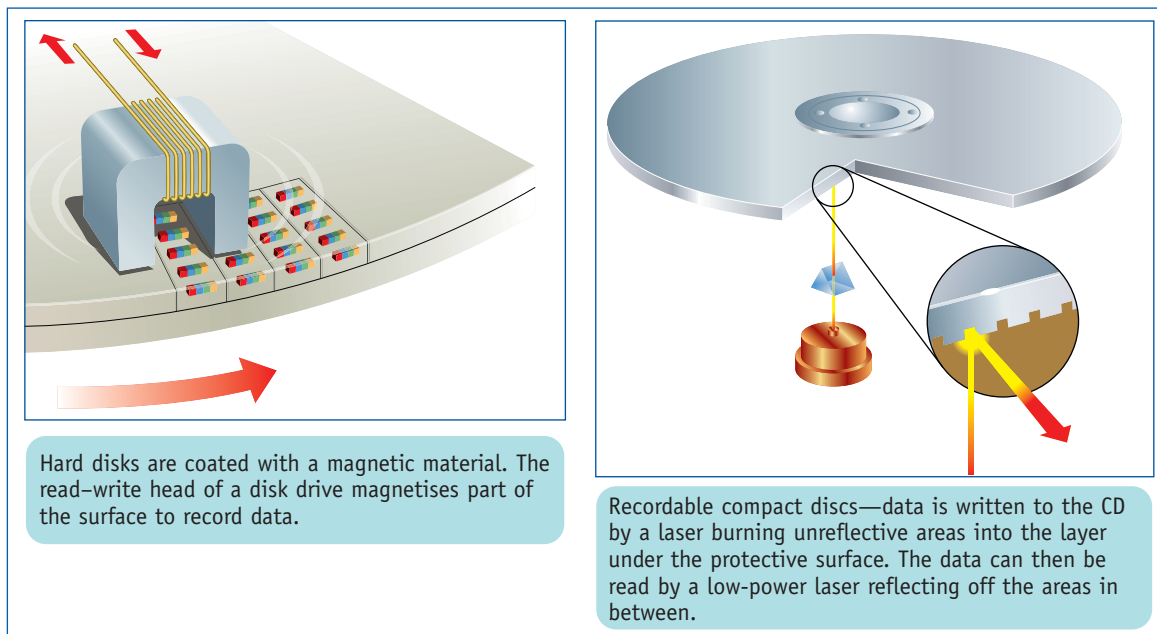 Hard disks are coated with a magnetic material. The
read–write head of a disk drive magnetises part of
the surface to record data.
Recordable compact discs—data is written to the CD
by a laser burning unreflective areas into the layer
under the protective surface. The data can then be
read by a low-power laser reflecting off the areas in
between.